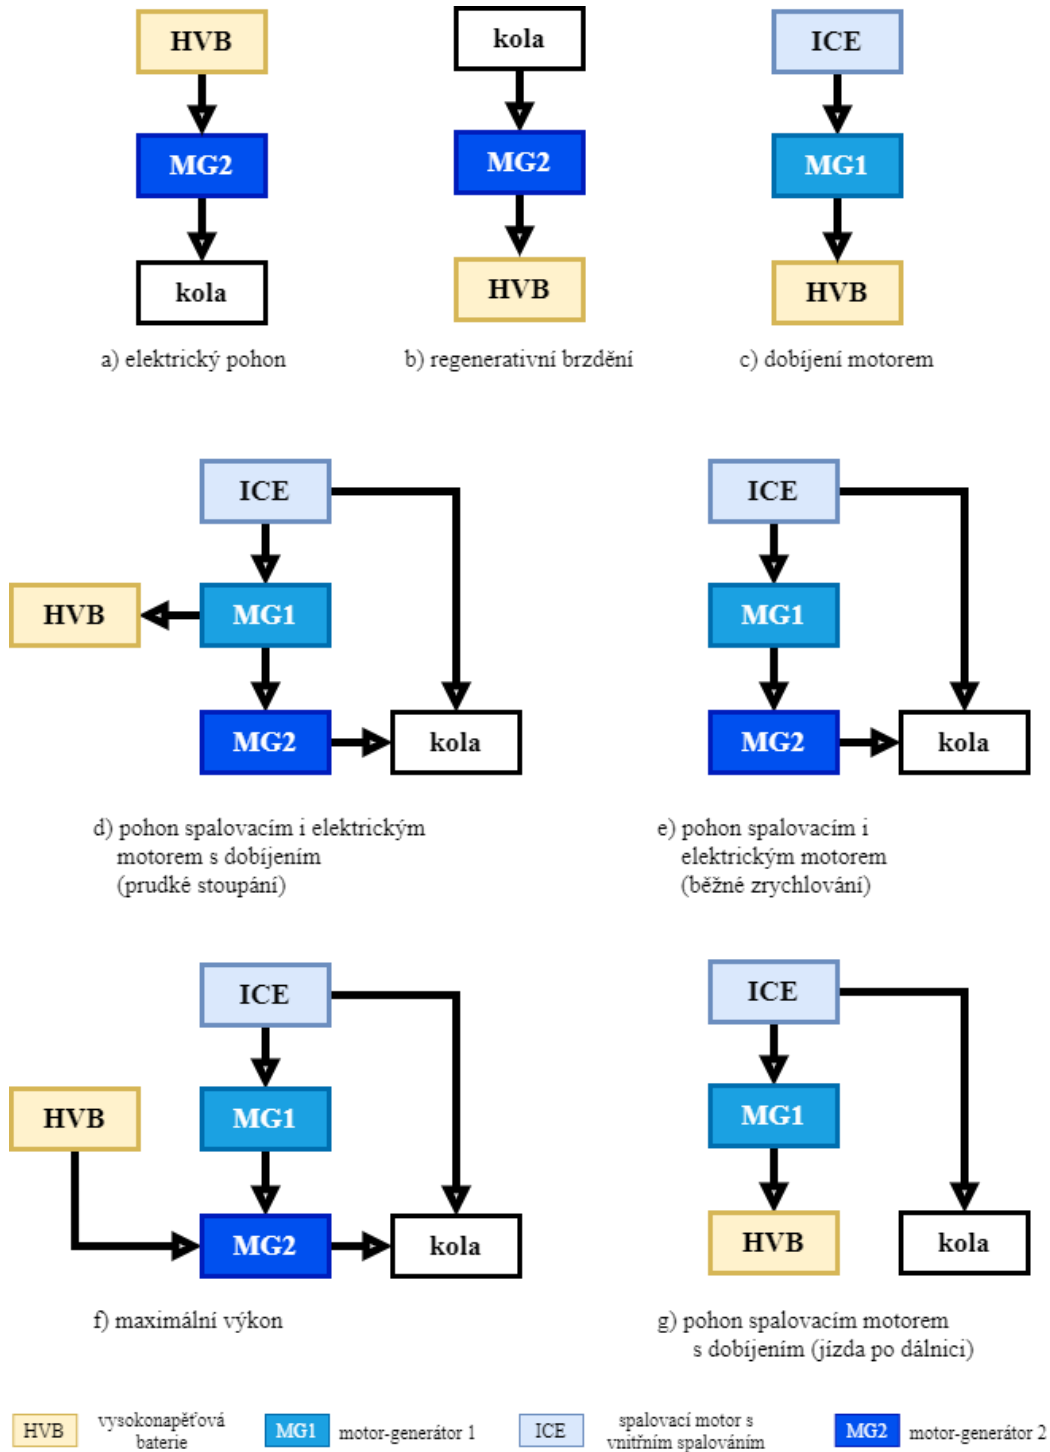 HVB
MG2
kola
a) elektrický pohon
kola
MG2
HVB
b) regenerativní brzdění
ICE
MG1
HVB
c) dobíjení motorem
ICE
HVB
MG1
MG2
kola
d) pohon spalovacím i elektrickým
motorem s dobíjením
(prudké stoupání)
ICE
MG1
MG2
kola
e) pohon spalovacím i
elektrickým motorem
(běžné zrychlování)
ICE
HVB
MG1
MG2
kola
f) maximální výkon
ICE
MG1
HVB
kola
g) pohon spalovacím motorem
s dobíjením (jízda po dálnici)
HVB
vysokonapěťová
baterie
MG1
motor-generátor 1
ICE
spalovací motor s
vnitřním spalováním
MG2
motor-generátor 2